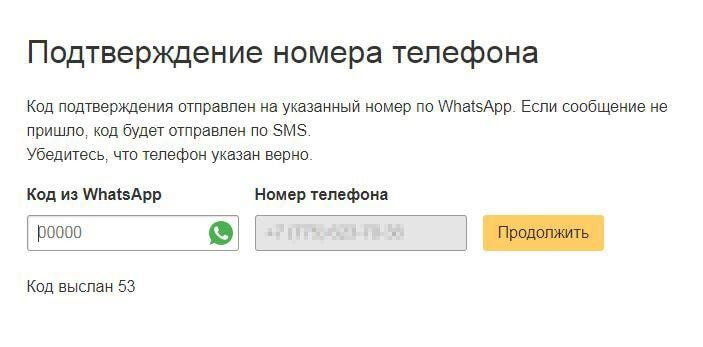 Подтверждение номера телефона
Код подтверждения отправлен на указанный номер по WhatsApp. Если сообщение не
пришло, код будет отправлен по SMS.
Убедитесь, что телефон указан верно.
Код из WhatsApp
Номер телефона
00000
Продолжить
Код выслан 53